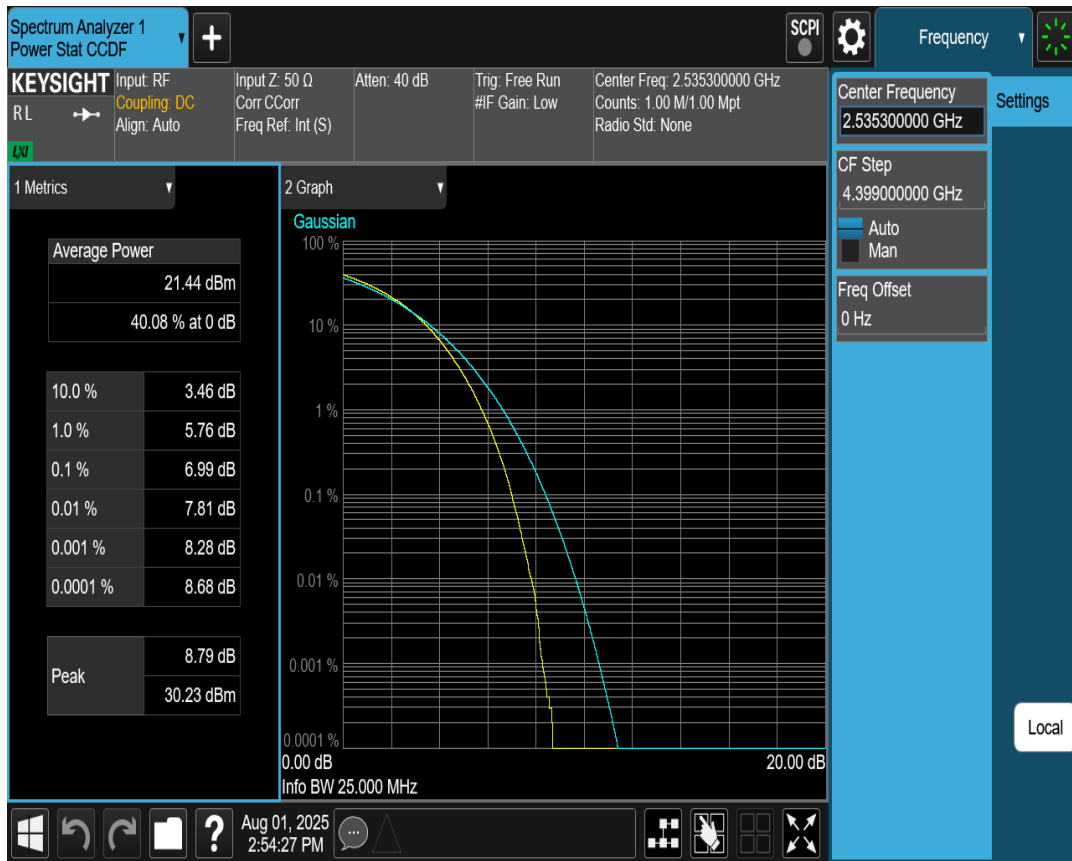 Spectrum Analyzer 1
Power Stat CCDF
+
SCPI
Frequency
KEYSIGHT
RL
LXI
Input: RF
Coupling: DC
Align: Auto
Input Z: 50 Ω
Corr CCorr
Freq Ref: Int (S)
Atten: 40 dB
Trig: Free Run
#IF Gain: Low
Center Freq: 2.535300000 GHz
Counts: 1.00 M/1.00 Mpt
Radio Std: None
Center Frequency
2.535300000 GHz
Settings
CF Step
4.399000000 GHz
Auto
Man
Freq Offset
0 Hz
Local
1 Metrics
Average Power
21.44 dBm
40.08 % at 0 dB
10.0 % 3.46 dB
1.0 % 5.76 dB
0.1 % 6.99 dB
0.01 % 7.81 dB
0.001 % 8.28 dB
0.0001 % 8.68 dB
Peak
8.79 dB
30.23 dBm
2 Graph
Gaussian
100 %
10 %
1 %
0.1 %
0.01 %
0.001 %
0.0001 %
0.00 dB 20.00 dB
Info BW 25.000 MHz
?
Aug 01, 2025
2:54:27 PM